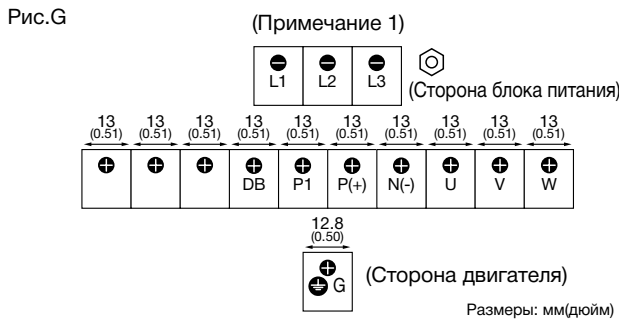 Рис.G
(Примечание 1)
L1 L2 L3
(Сторона блока питания)
13 13 13 13 13 13 13 13 13 13
(0.51) (0.51) (0.51) (0.51) (0.51) (0.51) (0.51) (0.51) (0.51) (0.51)
DB P1 P(+) N(-) U V W
12.8
(0.50)
G
(Сторона двигателя)
Размеры: мм(дюйм)